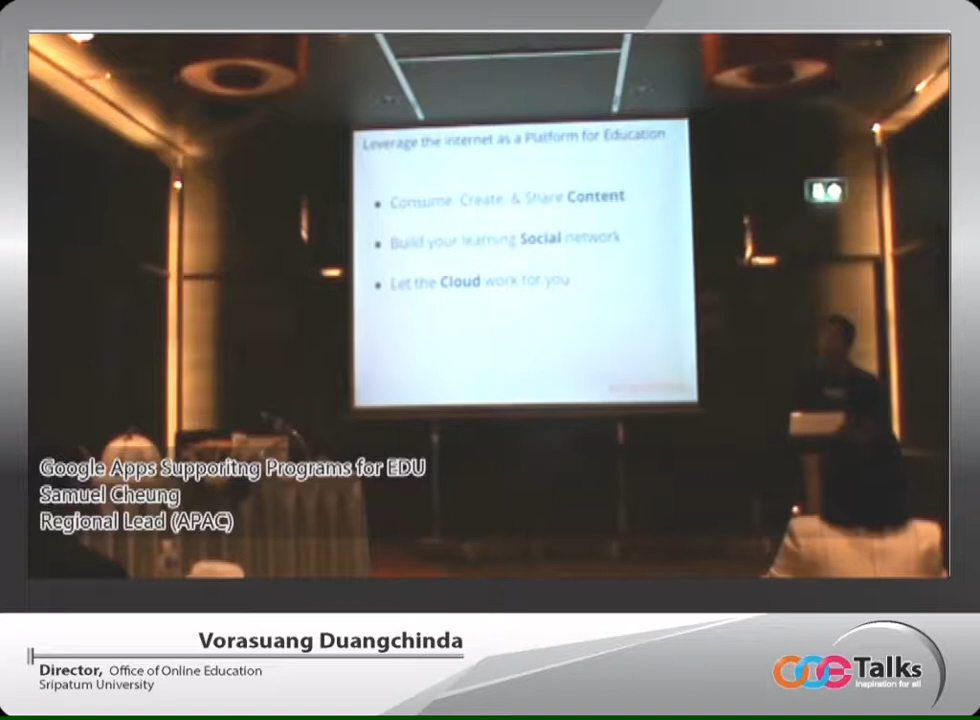 Leverage the internet as a Platform for Education
Consume, Create, & Share Content
Build your learning Social network
Let the Cloud work for you
Google Apps Supporitng Programs for EDU
Samuel Cheung
Regional Lead (APAC)
Vorasuang Duangchinda
Director, Office of Online Education
Sripatum University
OOE Talks
Inspiration for all